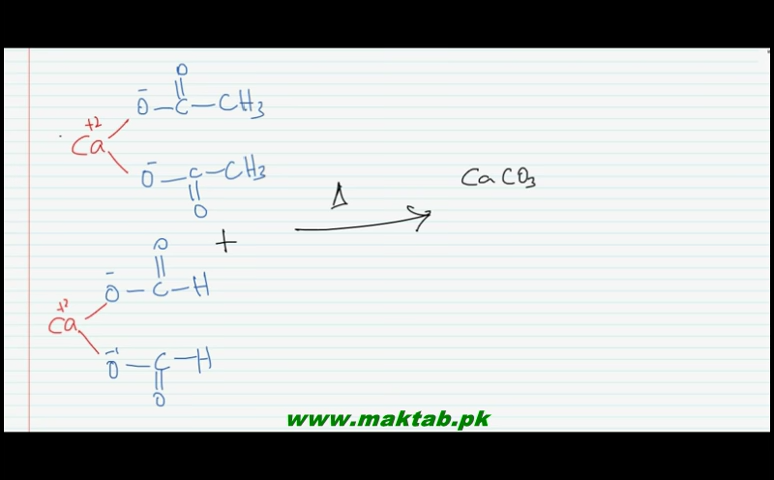 O
Ō — C — CH3
+2
Ca
Ō — C — CH3
O
Δ
CaCO3
+
O
Ō — C — H
+2
Ca
Ō — C — H
O
www.maktab.pk